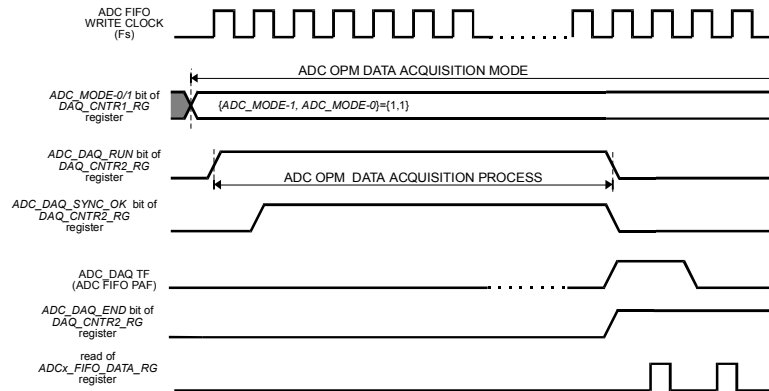 ADC FIFO
WRITE CLOCK
(Fs)
ADC OPM DATA ACQUISITION MODE
ADC_MODE-0/1 bit of
DAQ_CNTR1_RG
register
{ADC_MODE-1, ADC_MODE-0}={1,1}
ADC_DAQ_RUN bit of
DAQ_CNTR2_RG
register
ADC OPM DATA ACQUISITION PROCESS
ADC_DAQ_SYNC_OK bit of
DAQ_CNTR2_RG
register
ADC_DAQ TF
(ADC FIFO PAF)
ADC_DAQ_END bit of
DAQ_CNTR2_RG
register
read of
ADCx_FIFO_DATA_RG
register